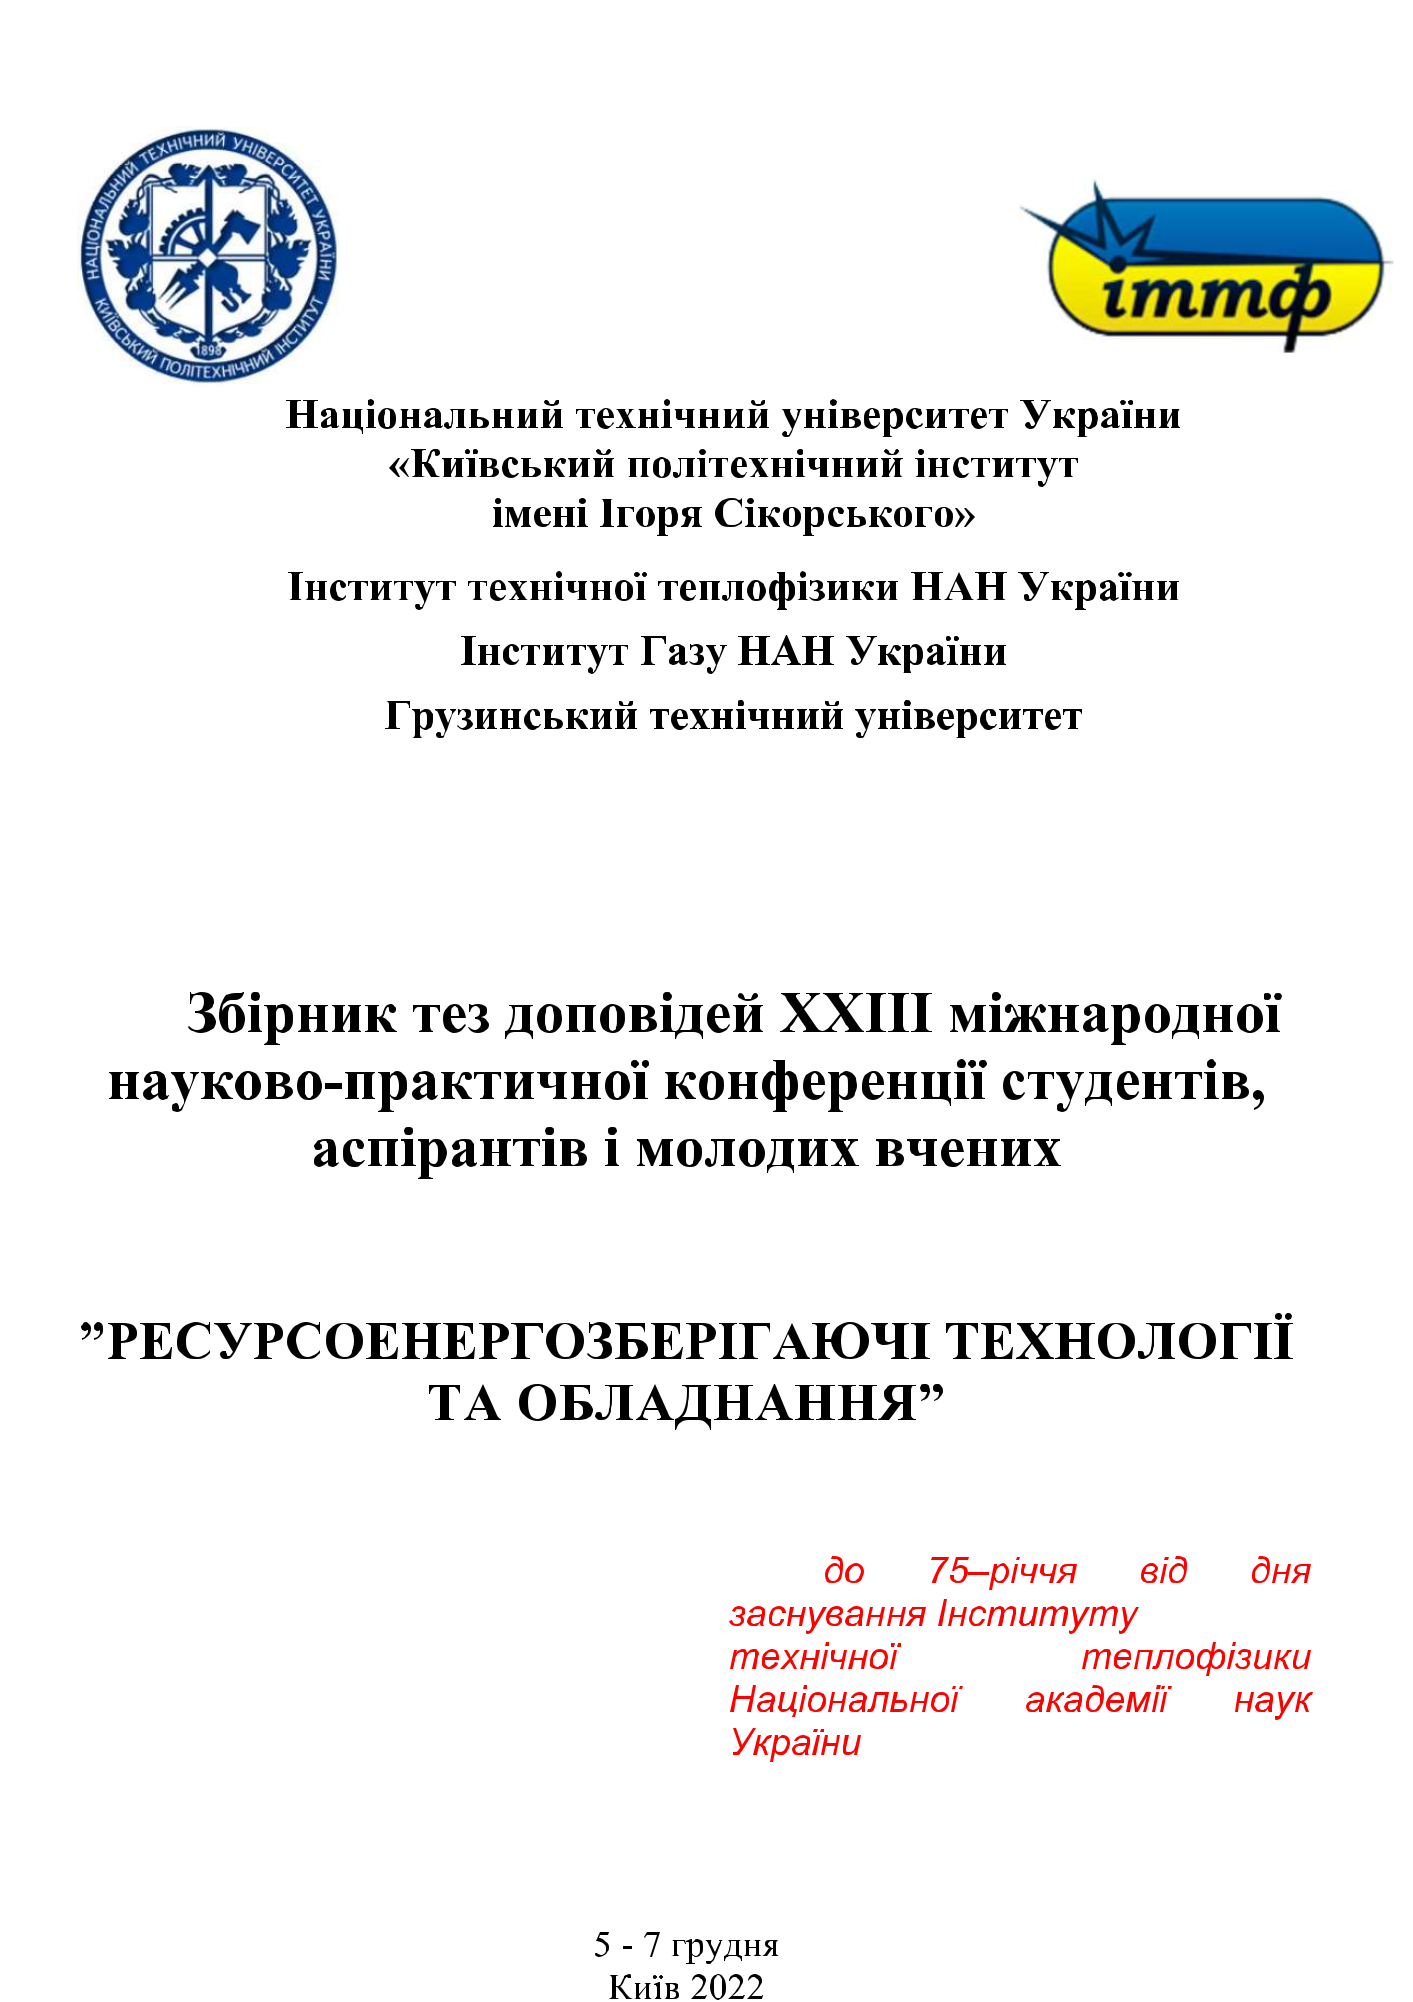 НАЦІОНАЛЬНИЙ ТЕХНІЧНИЙ УНІВЕРСИТЕТ УКРАЇНИ
КИЇВСЬКИЙ ПОЛІТЕХНІЧНИЙ ІНСТИТУТ
1898
іттф
Національний технічний університет України
«Київський політехнічний інститут
імені Ігоря Сікорського»
Інститут технічної теплофізики НАН України
Інститут Газу НАН України
Грузинський технічний університет
Збірник тез доповідей XXIII міжнародної
науково-практичної конференції студентів,
аспірантів і молодих вчених
”РЕСУРСОЕНЕРГОЗБЕРІГАЮЧІ ТЕХНОЛОГІЇ
ТА ОБЛАДНАННЯ”
до 75–річчя від дня
заснування Інституту
технічної теплофізики
Національної академії наук
України
5 - 7 грудня
Київ 2022